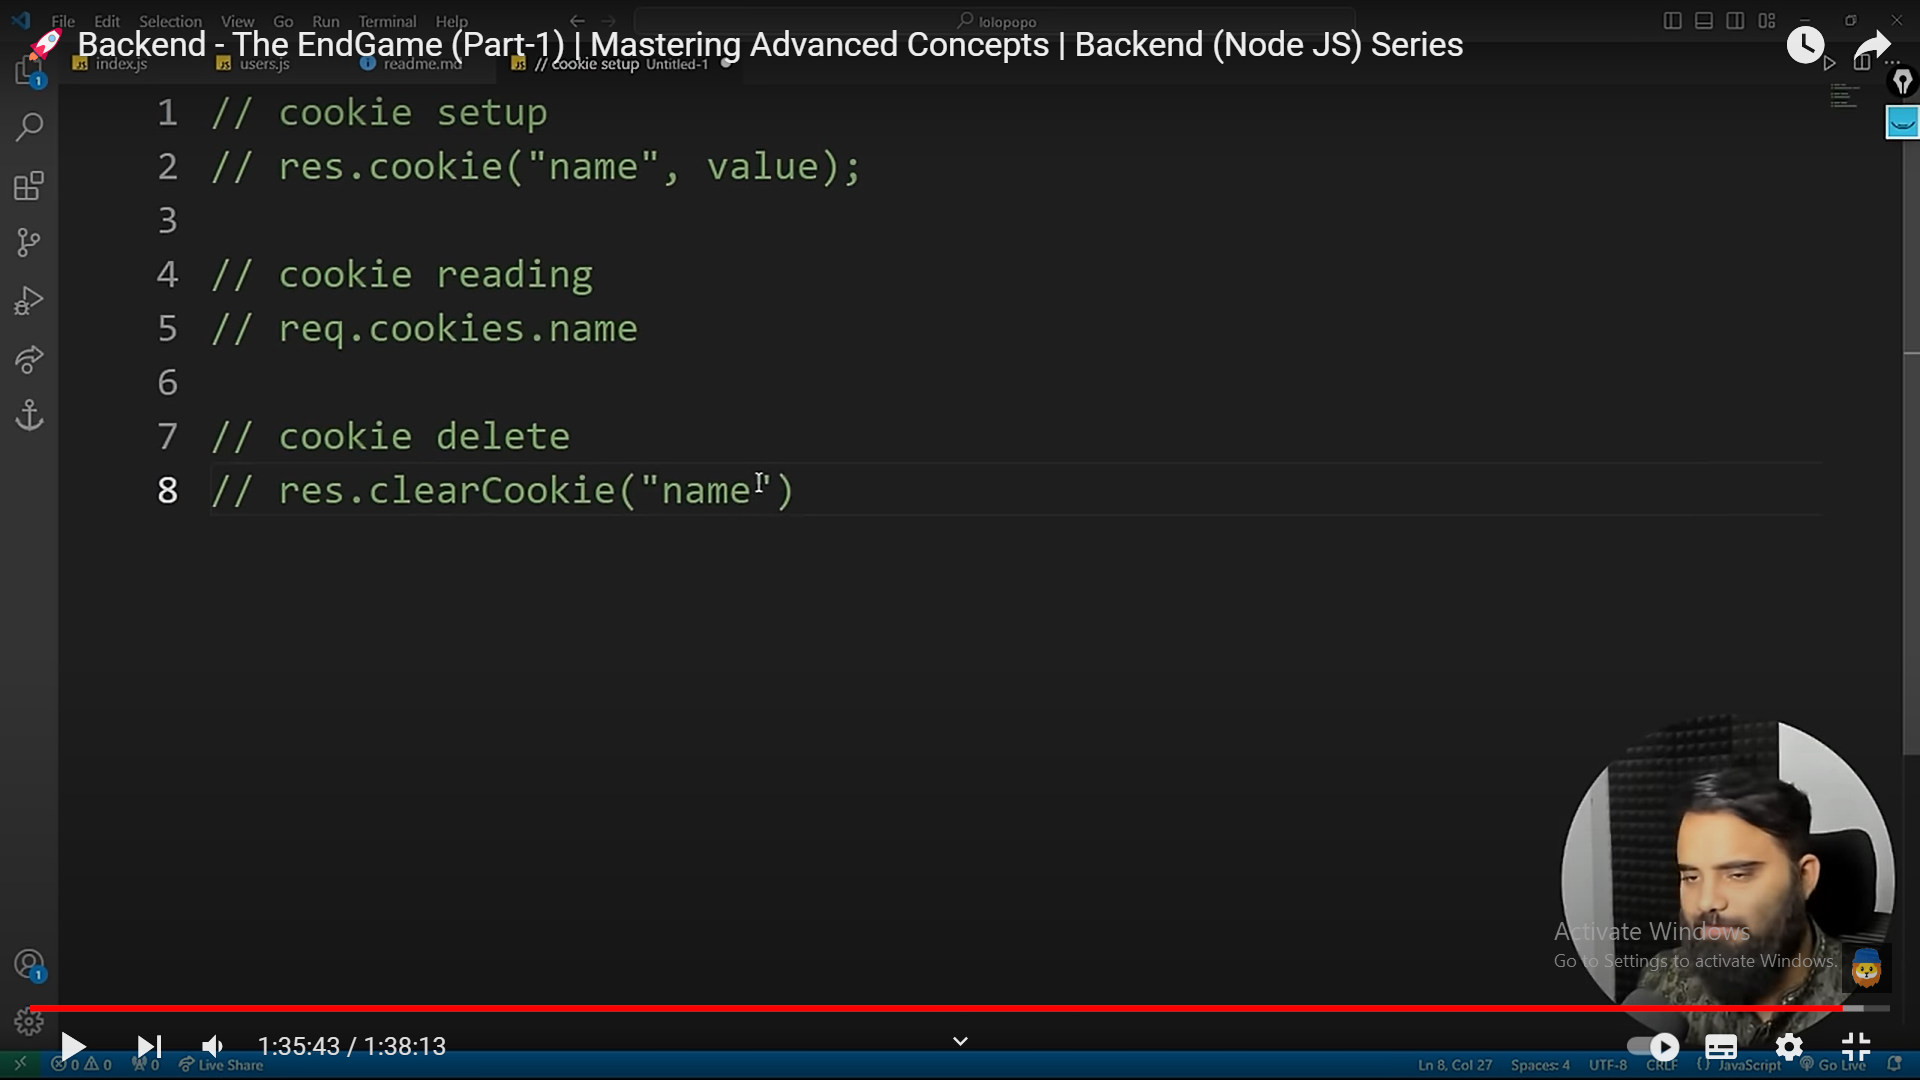 File Edit Selection View Go Run Terminal Help lolopopo
Backend - The EndGame (Part-1) | Mastering Advanced Concepts | Backend (Node JS) Series
index.js users.js readme.md // cookie setup Untitled-1
1 // cookie setup
2 // res.cookie("name", value);
3
4 // cookie reading
5 // req.cookies.name
6
7 // cookie delete
8 // res.clearCookie("name")
Activate Windows
Go to Settings to activate Windows.
1:35:43 / 1:38:13
0 0 0 Live Share Ln 8, Col 27 Spaces: 4 UTF-8 CRLF {} JavaScript Go Live